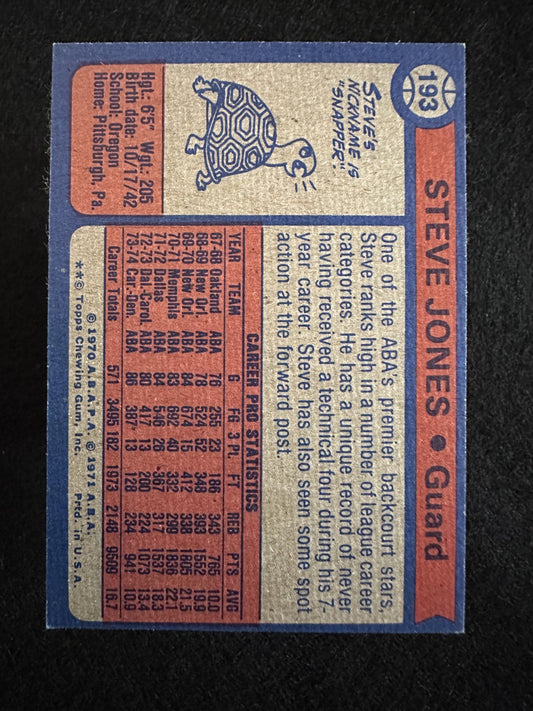 193
STEVE JONES • Guard
STEVE'S
NICKNAME IS
"SNAPPER".
Hgt.: 6'5" Wgt.: 205
Birth date: 10/17/42
School: Oregon
Home: Pittsburgh, Pa.
One of the ABA's premier backcourt stars,
Steve ranks high in a number of league career
categories. He has a unique record of never
having received a technical four during his 7-
year career. Steve has also seen some spot
action at the forward post.
CAREER PRO STATISTICS
YEAR TEAM G FG 3 PL FT REB PTS AVG
67-68 Oakland ABA 76 255 23 186 343 765 10.0
68-69 New Orl. ABA 78 524 52 348 393 1552 19.9
69-70 New Orl. ABA 84 674 15 412 338 1805 21.5
70-71 Memphis ABA 83 692 40 332 299 1836 22.1
71-72 Dallas ABA 84 546 26 367 317 1537 18.3
72-73 Dal.-Carol. ABA 80 417 13 200 224 1073 13.4
73-74 Car.-Den. ABA 86 387 13 128 234 941 10.9
Career Totals 571 3495 182 1973 2148 9509 16.7
© 1970 A.B.A.P.A. © 1971 A.B.A.
**© Topps Chewing Gum, Inc. Prtd. in U.S.A.